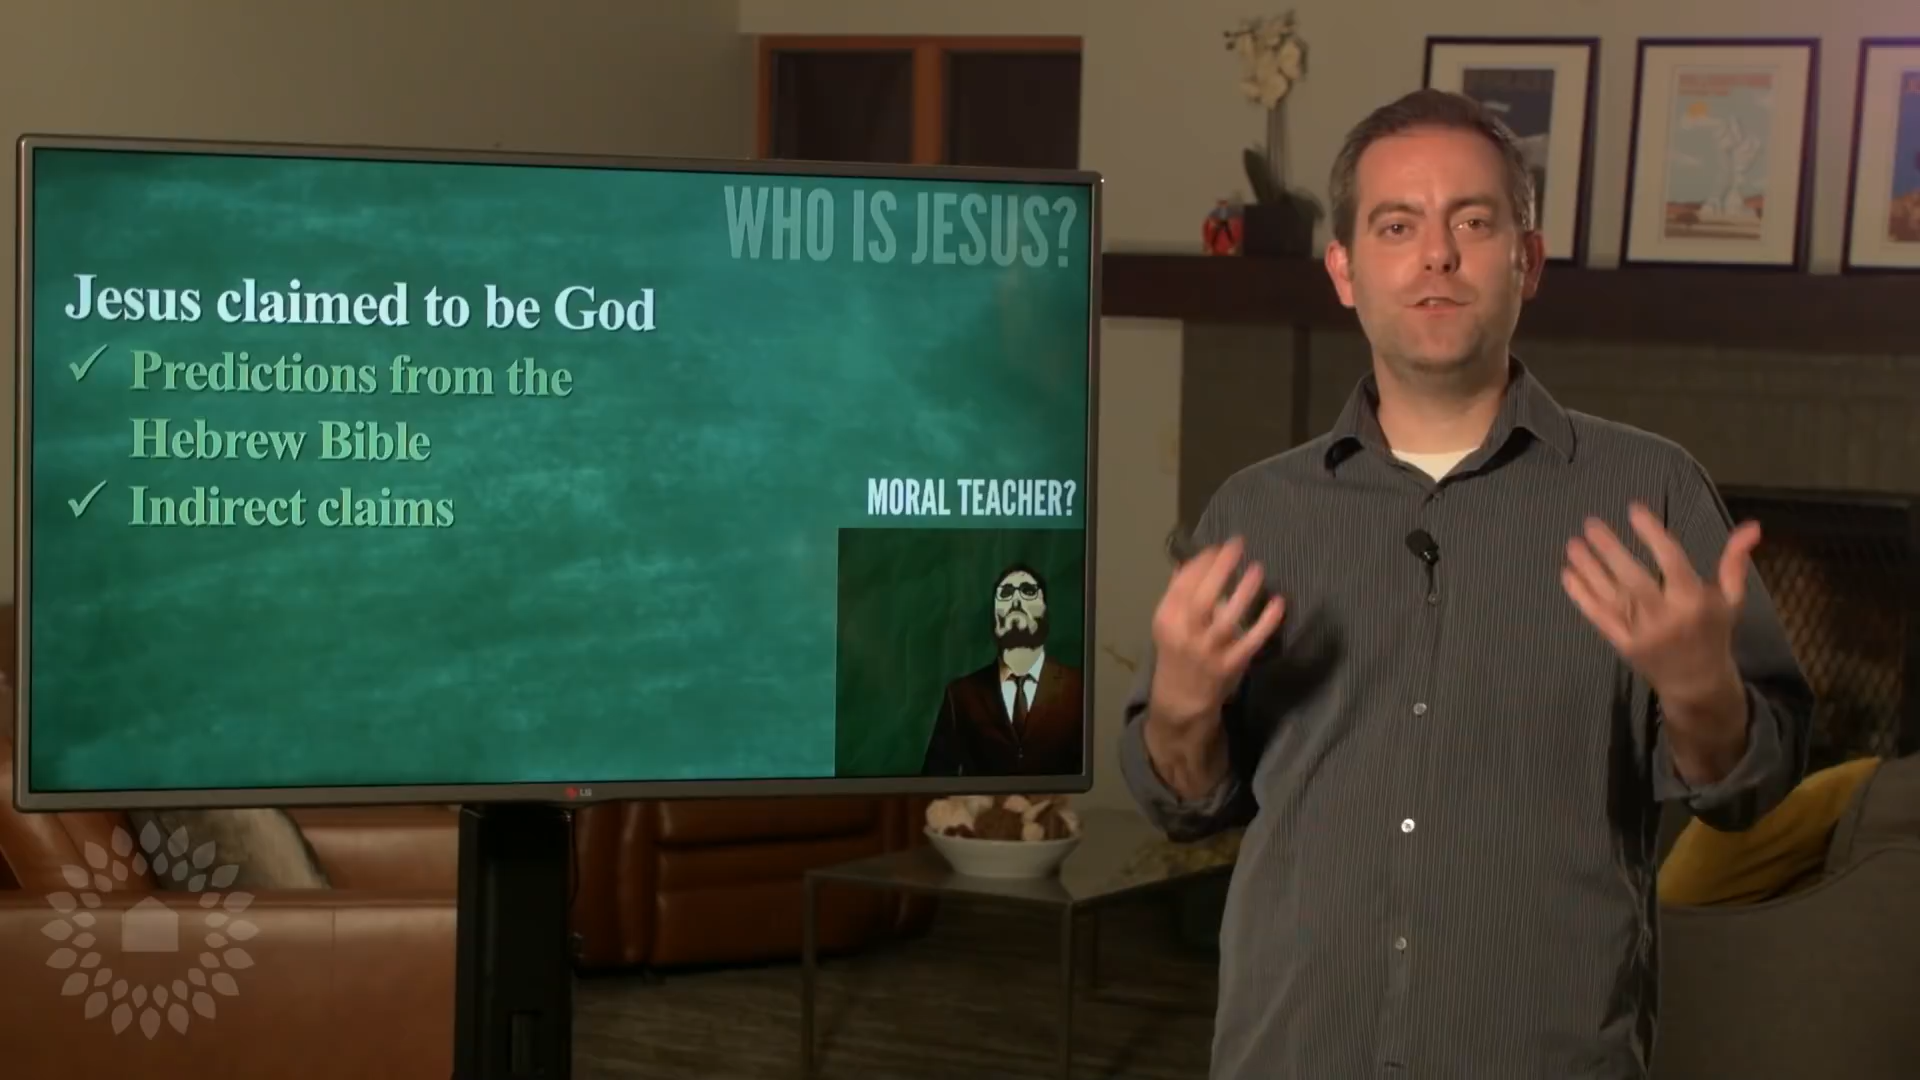 WHO IS JESUS?
Jesus claimed to be God
✓ Predictions from the
Hebrew Bible
✓ Indirect claims
MORAL TEACHER?
LG